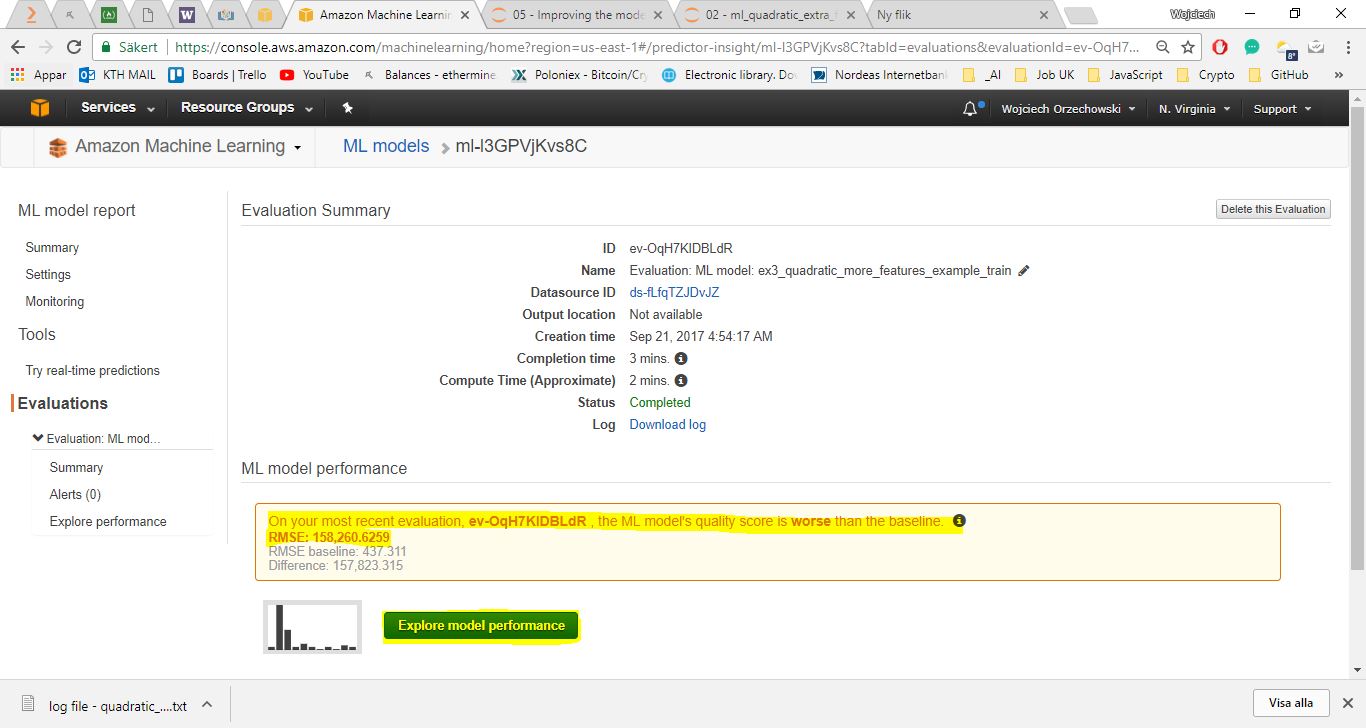 Amazon Machine Learnin
05 - Improving the mode
02 - ml_quadratic_extra_f
Ny flik
Wojciech
Säkert
https://console.aws.amazon.com/machinelearning/home?region=us-east-1#/predictor-insight/ml-l3GPVjKvs8C?tabId=evaluations&evaluationId=ev-OqH7...
8°
Appar
KTH MAIL
Boards | Trello
YouTube
Balances - ethermine
Poloniex - Bitcoin/Cry
Electronic library. Do
Nordeas Internetban
_AI
Job UK
JavaScript
Crypto
GitHub
»
Services
Resource Groups
Wojciech Orzechowski
N. Virginia
Support
Amazon Machine Learning
ML models
ml-l3GPVjKvs8C
ML model report
Summary
Settings
Monitoring
Tools
Try real-time predictions
Evaluations
Evaluation: ML mod...
Summary
Alerts (0)
Explore performance
Evaluation Summary
Delete this Evaluation
ID ev-OqH7KIDBLdR
Name Evaluation: ML model: ex3_quadratic_more_features_example_train
Datasource ID ds-fLfqTZJDvJZ
Output location Not available
Creation time Sep 21, 2017 4:54:17 AM
Completion time 3 mins.
Compute Time (Approximate) 2 mins.
Status Completed
Log Download log
ML model performance
On your most recent evaluation, ev-OqH7KIDBLdR , the ML model's quality score is worse than the baseline.
RMSE: 158,260.6259
RMSE baseline: 437.311
Difference: 157,823.315
Explore model performance
log file - quadratic_....txt
Visa alla